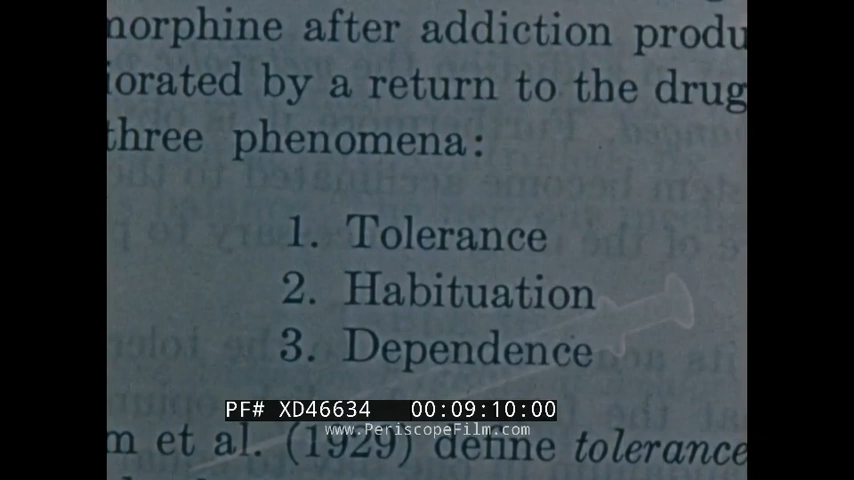 norphine after addiction produ
iorated by a return to the drug
three phenomena:
1. Tolerance
2. Habituation
3. Dependence
PF# XD46634 00:09:10:00
www.PeriscopeFilm.com
m et al. (1929) define tolerance